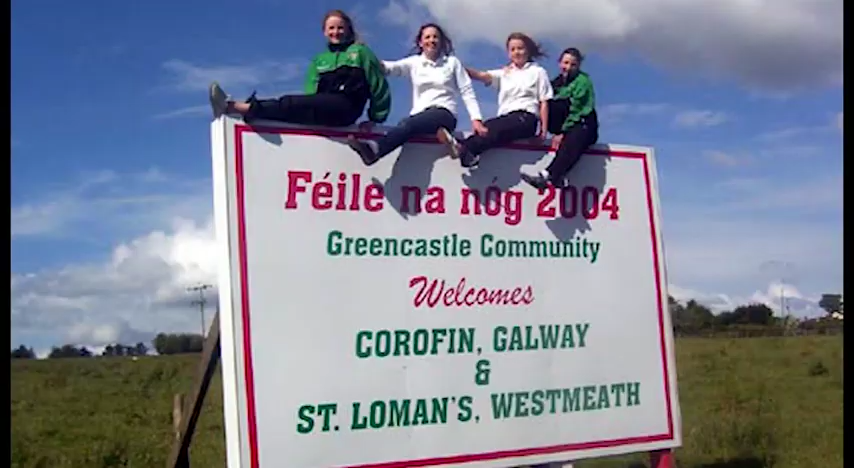 Féile na nóg 2004
Greencastle Community
Welcomes
COROFIN, GALWAY
&
ST. LOMAN'S, WESTMEATH